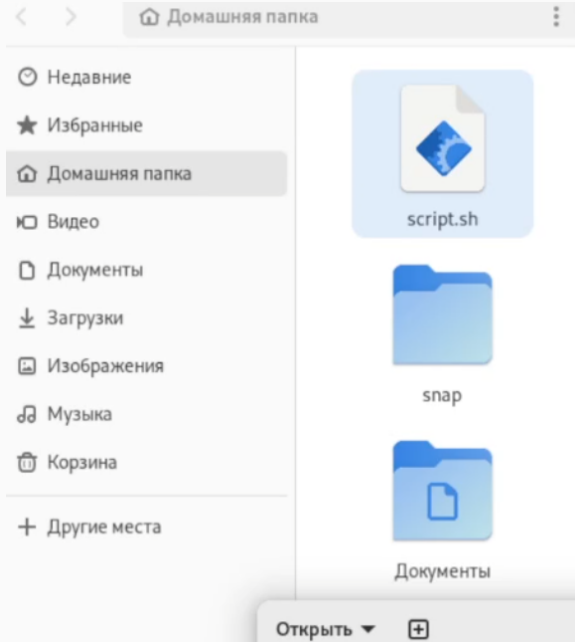 Домашняя папка
Недавние
Избранные
Домашняя папка
Видео
Документы
Загрузки
Изображения
Музыка
Корзина
Другие места
script.sh
snap
Документы
Открыть